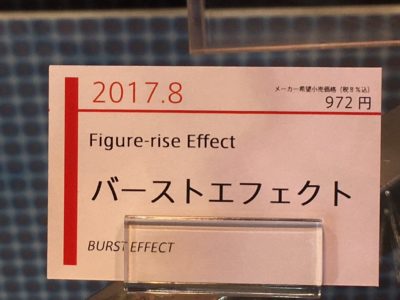 2017.8
メーカー希望小売価格（税8%込）
972円
Figure-rise Effect
バーストエフェクト
BURST EFFECT